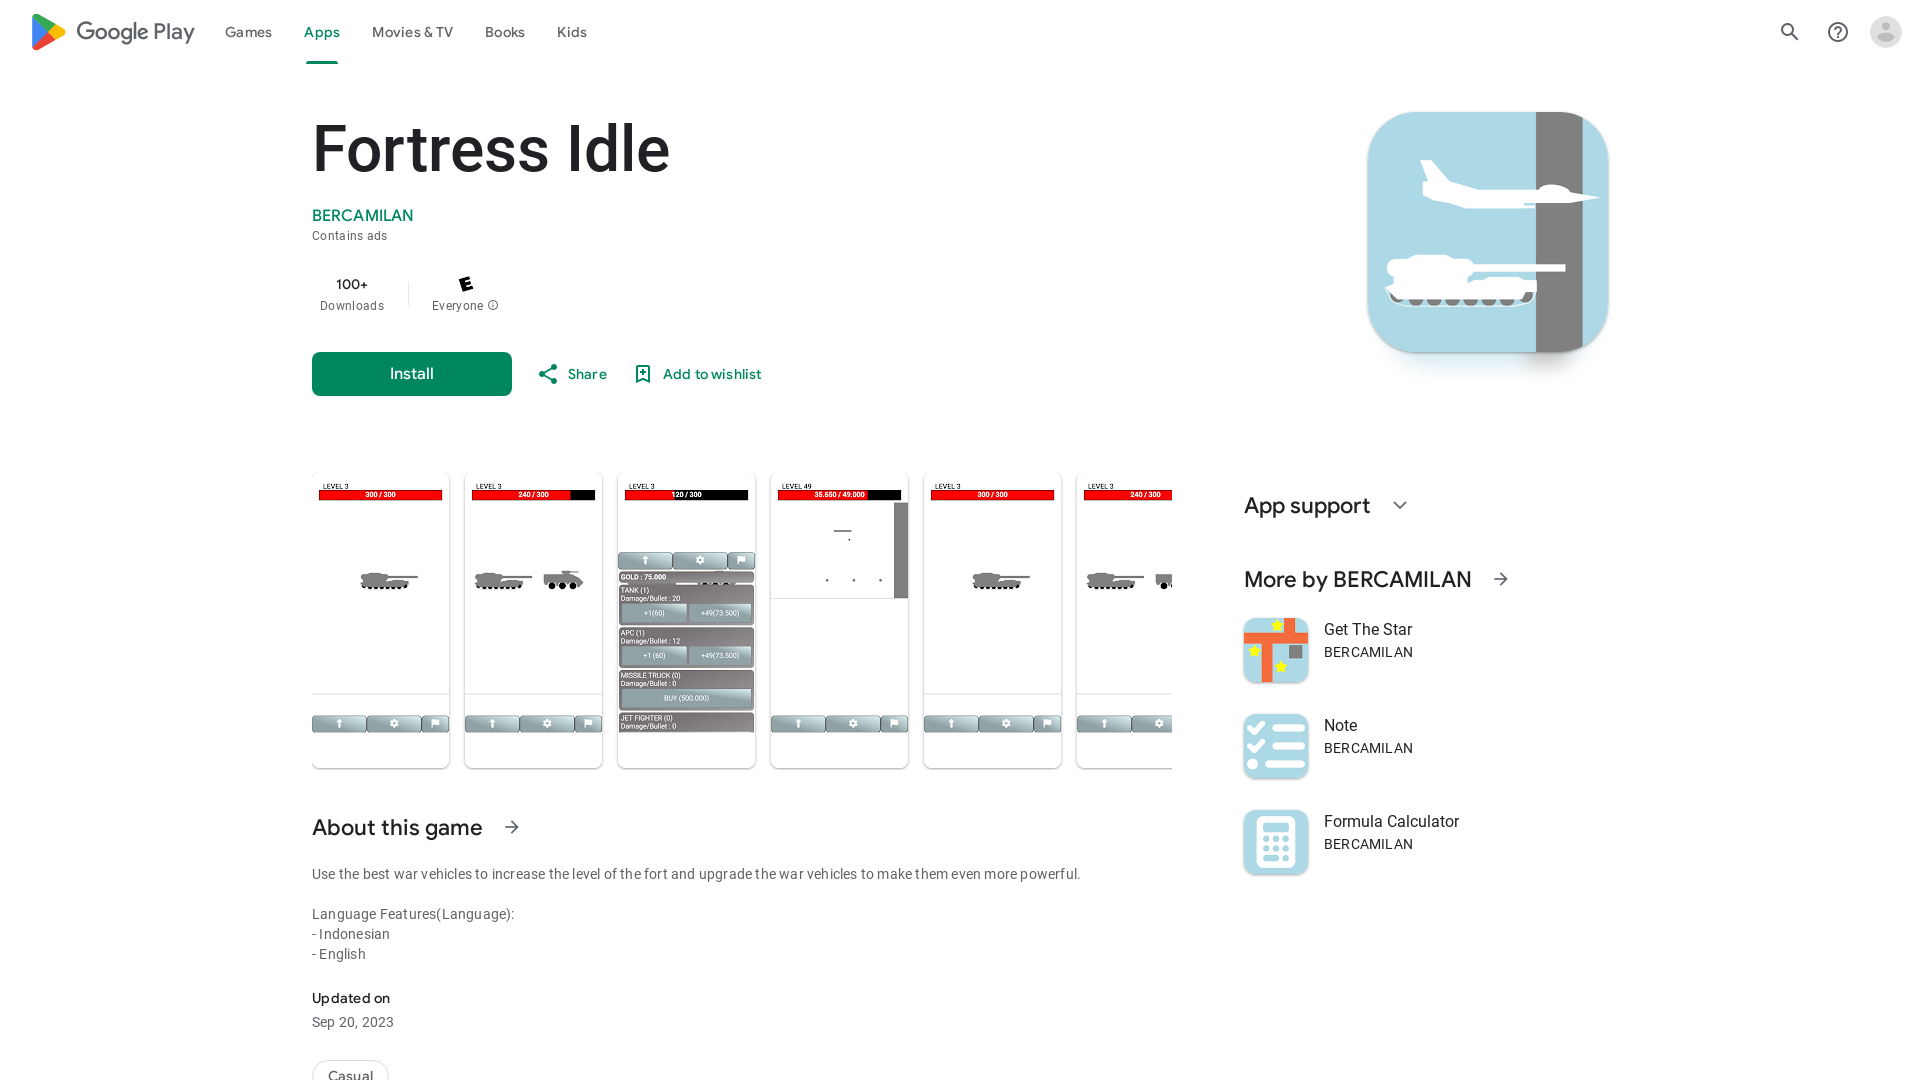 Google Play
Games
Apps
Movies & TV
Books
Kids
Fortress Idle
BERCAMILAN
Contains ads
100+
Downloads
E
Everyone
Install
Share
Add to wishlist
LEVEL 3
300 / 300
LEVEL 3
240 / 300
LEVEL 3
120 / 300
GOLD : 75.000
TANK (1)
Damage/Bullet : 20
+1(60)
+49(73.500)
APC (1)
Damage/Bullet : 12
+1 (60)
+49(73.500)
MISSILE TRUCK (0)
Damage/Bullet : 0
BUY (500.000)
JET FIGHTER (0)
Damage/Bullet : 0
LEVEL 49
35.650 / 49.000
LEVEL 3
300 / 300
LEVEL 3
240 / 300
App support
More by BERCAMILAN
Get The Star
BERCAMILAN
Note
BERCAMILAN
Formula Calculator
BERCAMILAN
About this game
Use the best war vehicles to increase the level of the fort and upgrade the war vehicles to make them even more powerful.
Language Features(Language):
- Indonesian
- English
Updated on
Sep 20, 2023
Casual